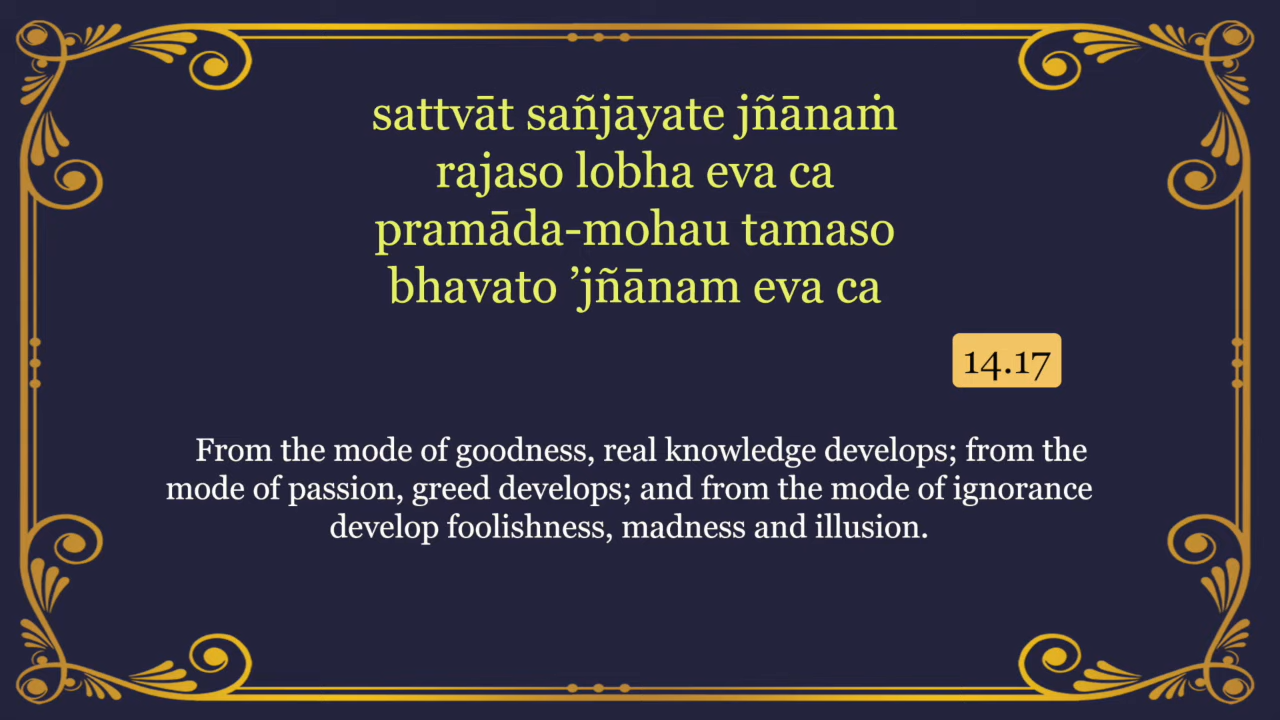 sattvāt sañjāyate jñānaṁ
rajaso lobha eva ca
pramāda-mohau tamaso
bhavato ’jñānam eva ca
14.17
From the mode of goodness, real knowledge develops; from the
mode of passion, greed develops; and from the mode of ignorance
develop foolishness, madness and illusion.